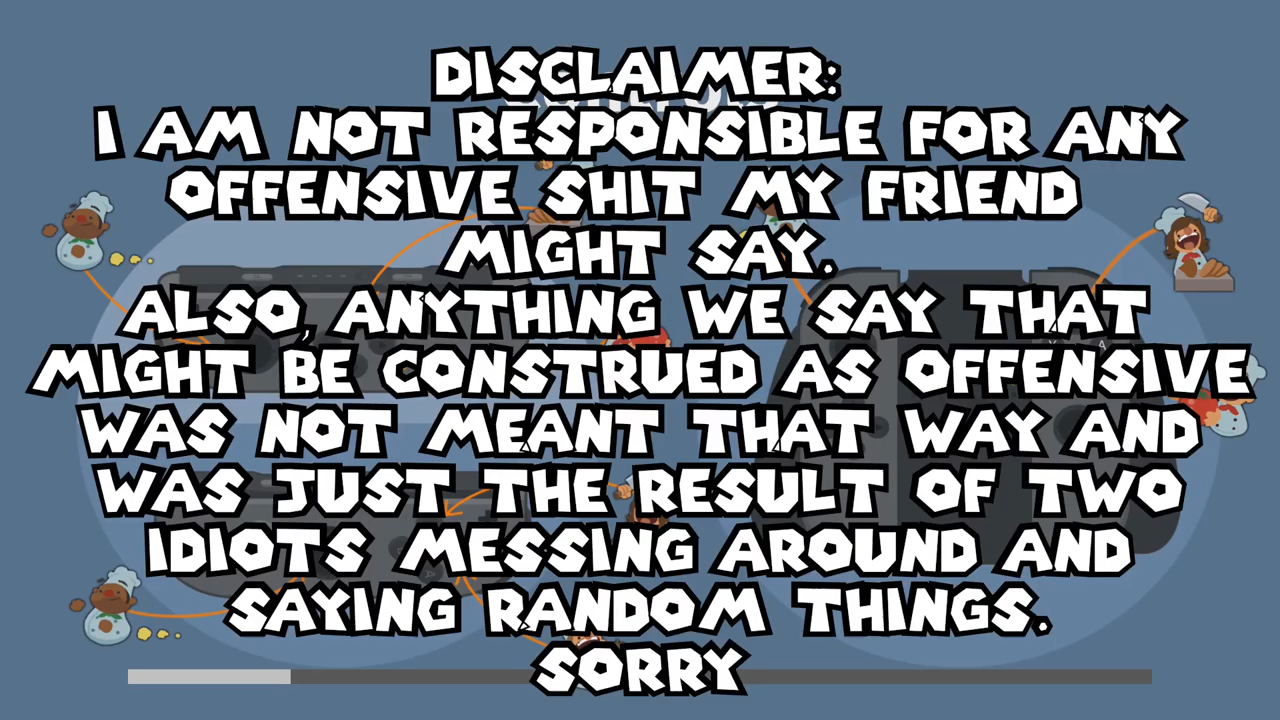 DISCLAIMER:
I AM NOT RESPONSIBLE FOR ANY
OFFENSIVE SHIT MY FRIEND
MIGHT SAY.
ALSO, ANYTHING WE SAY THAT
MIGHT BE CONSTRUED AS OFFENSIVE
WAS NOT MEANT THAT WAY AND
WAS JUST THE RESULT OF TWO
IDIOTS MESSING AROUND AND
SAYING RANDOM THINGS.
SORRY